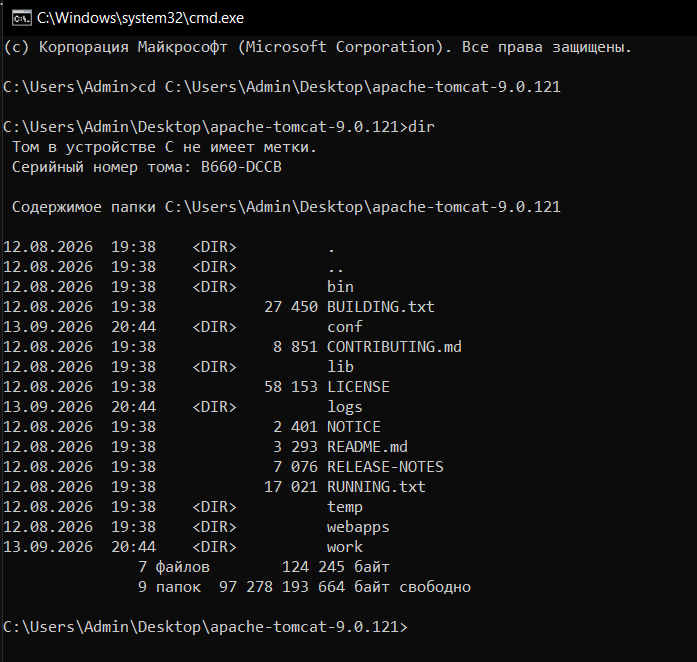 C:\Windows\system32\cmd.exe
(c) Корпорация Майкрософт (Microsoft Corporation). Все права защищены.
C:\Users\Admin>cd C:\Users\Admin\Desktop\apache-tomcat-9.0.121
C:\Users\Admin\Desktop\apache-tomcat-9.0.121>dir
 Том в устройстве C не имеет метки.
 Серийный номер тома: B660-DCCB
 Содержимое папки C:\Users\Admin\Desktop\apache-tomcat-9.0.121
12.08.2026  19:38    <DIR>          .
12.08.2026  19:38    <DIR>          ..
12.08.2026  19:38    <DIR>          bin
12.08.2026  19:38            27 450 BUILDING.txt
13.09.2026  20:44    <DIR>          conf
12.08.2026  19:38             8 851 CONTRIBUTING.md
12.08.2026  19:38    <DIR>          lib
12.08.2026  19:38            58 153 LICENSE
13.09.2026  20:44    <DIR>          logs
12.08.2026  19:38             2 401 NOTICE
12.08.2026  19:38             3 293 README.md
12.08.2026  19:38             7 076 RELEASE-NOTES
12.08.2026  19:38            17 021 RUNNING.txt
12.08.2026  19:38    <DIR>          temp
12.08.2026  19:38    <DIR>          webapps
13.09.2026  20:44    <DIR>          work
               7 файлов        124 245 байт
               9 папок  97 278 193 664 байт свободно
C:\Users\Admin\Desktop\apache-tomcat-9.0.121>